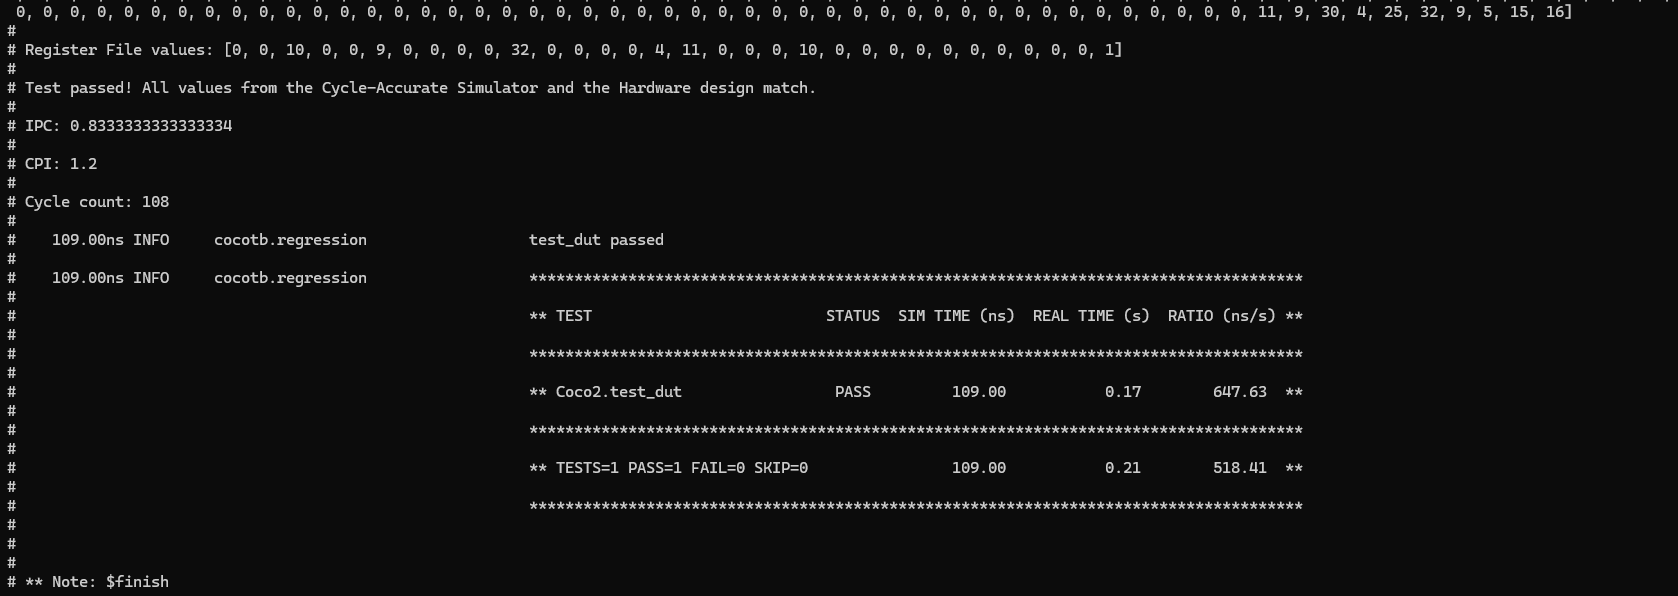 0, 0, 0, 0, 0, 0, 0, 0, 0, 0, 0, 0, 0, 0, 0, 0, 0, 0, 0, 0, 0, 0, 0, 0, 0, 0, 0, 0, 0, 0, 0, 0, 0, 0, 0, 0, 0, 0, 0, 0, 0, 0, 0, 0, 0, 0, 11, 9, 30, 4, 25, 32, 9, 5, 15, 16]
#
# Register File values: [0, 0, 10, 0, 0, 9, 0, 0, 0, 0, 32, 0, 0, 0, 0, 4, 11, 0, 0, 0, 10, 0, 0, 0, 0, 0, 0, 0, 0, 0, 0, 1]
#
# Test passed! All values from the Cycle-Accurate Simulator and the Hardware design match.
#
# IPC: 0.8333333333333334
#
# CPI: 1.2
#
# Cycle count: 108
#
#    109.00ns INFO     cocotb.regression                  test_dut passed
#
#    109.00ns INFO     cocotb.regression                  **************************************************************************************
#
#                                                         ** TEST                          STATUS  SIM TIME (ns)  REAL TIME (s)  RATIO (ns/s) **
#
#                                                         **************************************************************************************
#
#                                                         ** Coco2.test_dut                 PASS         109.00           0.17        647.63  **
#
#                                                         **************************************************************************************
#
#                                                         ** TESTS=1 PASS=1 FAIL=0 SKIP=0                109.00           0.21        518.41  **
#
#                                                         **************************************************************************************
#
#
#
# ** Note: $finish